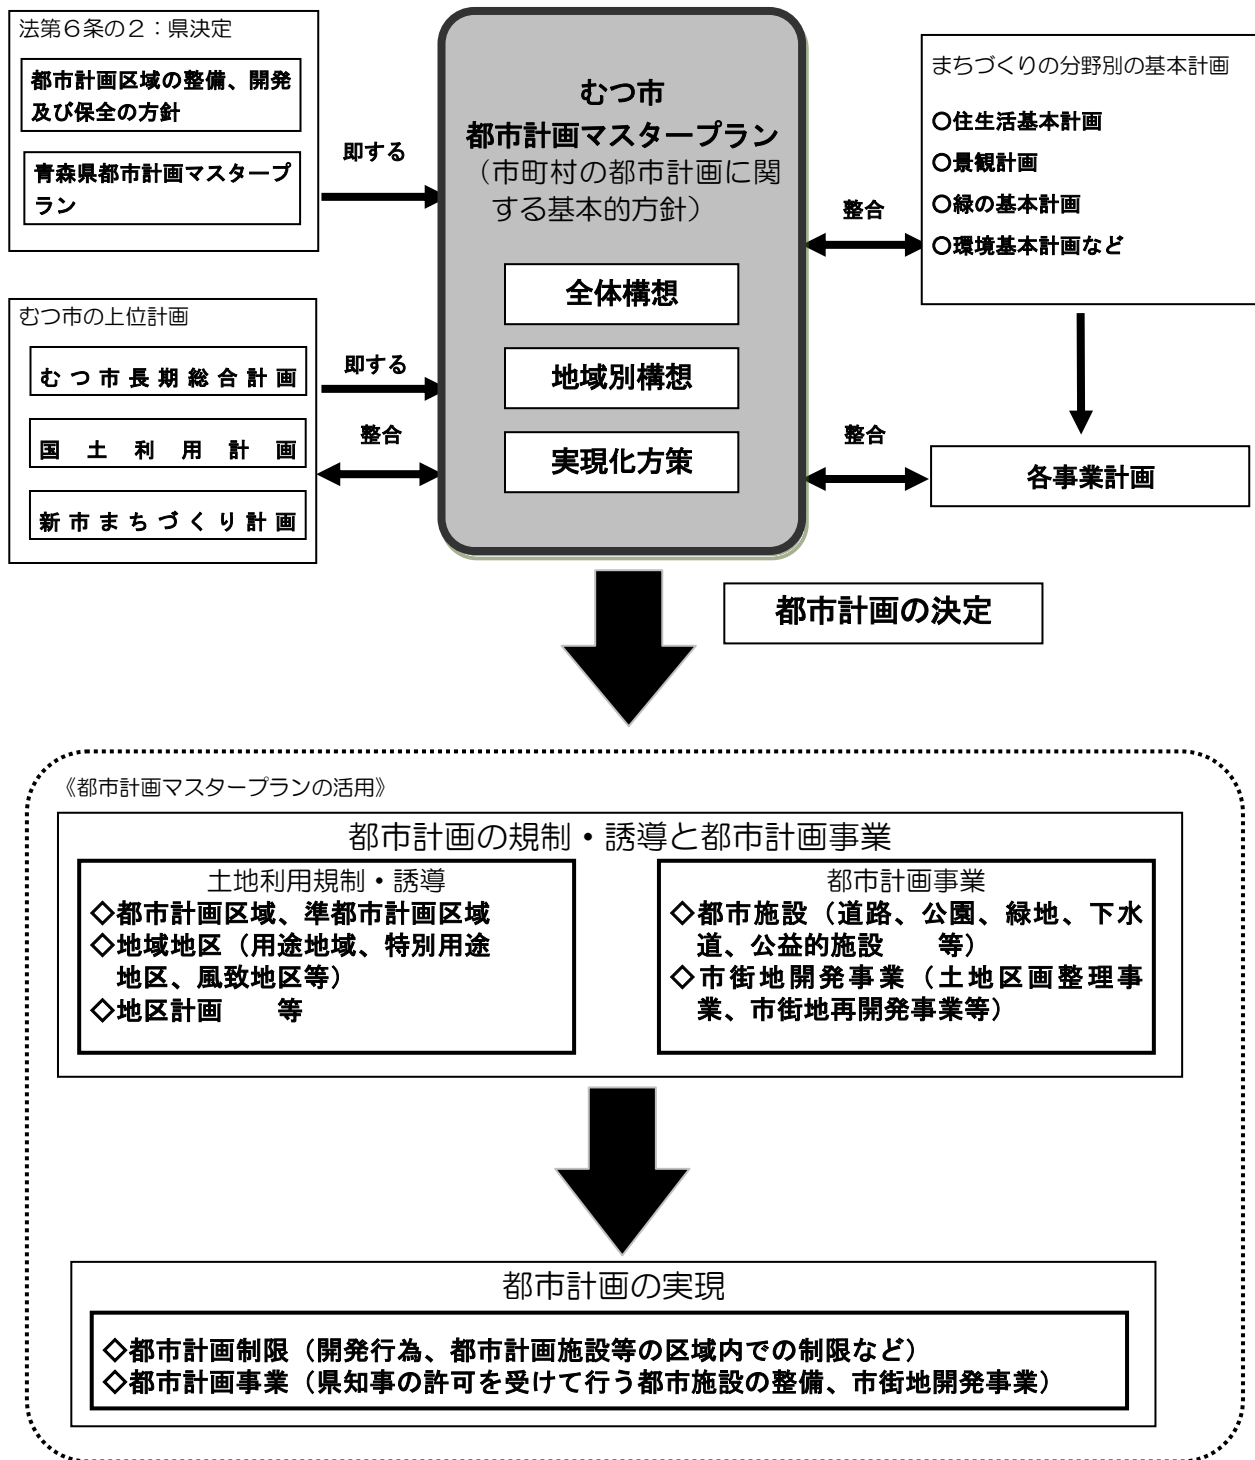 法第6条の2：県決定
都市計画区域の整備、開発
及び保全の方針
青森県都市計画マスタープ
ラン
即する
むつ市の上位計画
むつ市長期総合計画
国土利用計画
新市まちづくり計画
即する
整合
むつ市
都市計画マスタープラン
（市町村の都市計画に関
する基本的方針）
全体構想
地域別構想
実現化方策
整合
整合
まちづくりの分野別の基本計画
○住生活基本計画
○景観計画
○緑の基本計画
○環境基本計画など
各事業計画
都市計画の決定
《都市計画マスタープランの活用》
都市計画の規制・誘導と都市計画事業
土地利用規制・誘導
◇都市計画区域、準都市計画区域
◇地域地区（用途地域、特別用途
地区、風致地区等）
◇地区計画　　等
都市計画事業
◇都市施設（道路、公園、緑地、下水
道、公益的施設　　等）
◇市街地開発事業（土地区画整理事
業、市街地再開発事業等）
都市計画の実現
◇都市計画制限（開発行為、都市計画施設等の区域内での制限など）
◇都市計画事業（県知事の許可を受けて行う都市施設の整備、市街地開発事業）